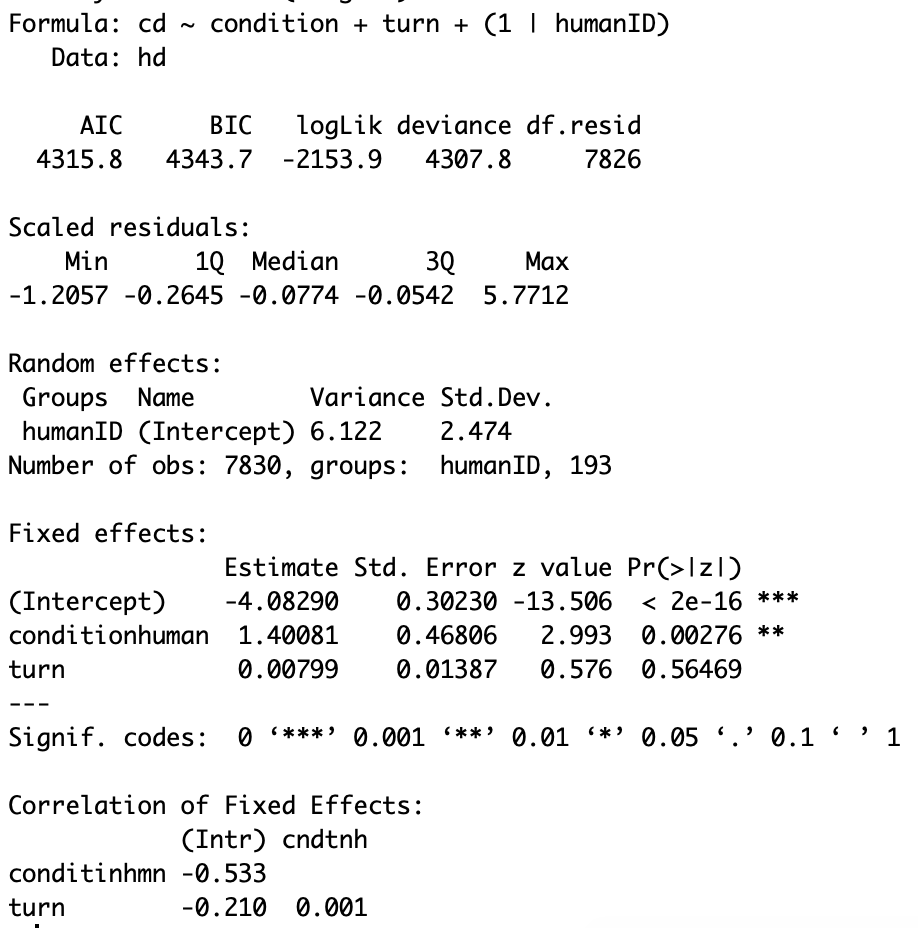 Formula: cd ~ condition + turn + (1 | humanID)
   Data: hd
     AIC      BIC   logLik deviance df.resid
  4315.8   4343.7  -2153.9   4307.8     7826
Scaled residuals:
    Min      1Q  Median      3Q     Max
-1.2057 -0.2645 -0.0774 -0.0542  5.7712
Random effects:
 Groups  Name        Variance Std.Dev.
 humanID (Intercept) 6.122    2.474
Number of obs: 7830, groups:  humanID, 193
Fixed effects:
               Estimate Std. Error z value Pr(>|z|)
(Intercept)    -4.08290    0.30230 -13.506  < 2e-16 ***
conditionhuman  1.40081    0.46806   2.993  0.00276 **
turn            0.00799    0.01387   0.576  0.56469
---
Signif. codes:  0 ‘***’ 0.001 ‘**’ 0.01 ‘*’ 0.05 ‘.’ 0.1 ‘ ’ 1
Correlation of Fixed Effects:
            (Intr) cndtnh
conditinhmn -0.533
turn        -0.210  0.001